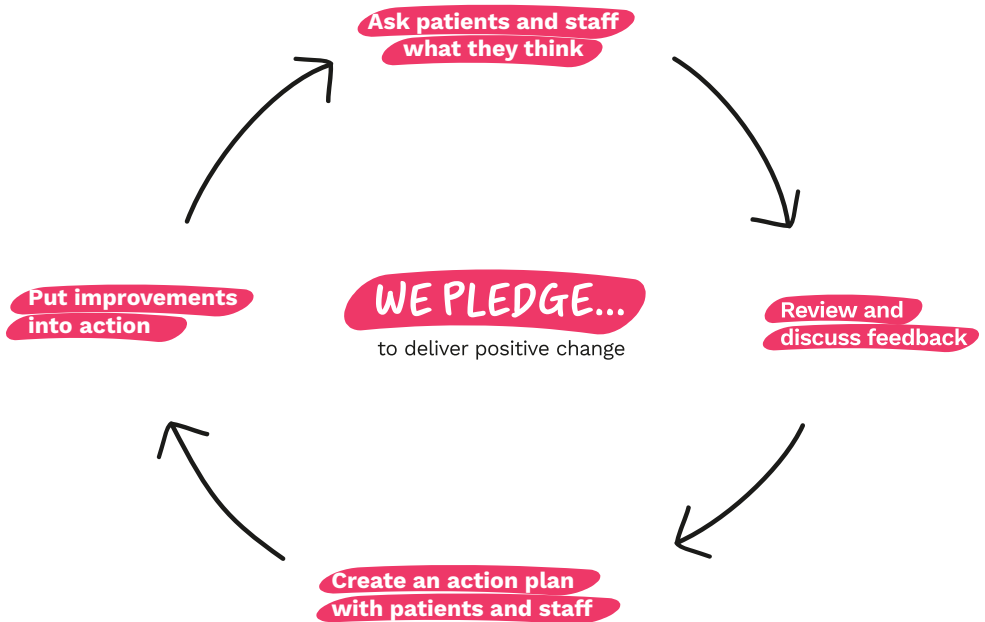 Ask patients and staff
what they think
Put improvements
into action
WE PLEDGE...
to deliver positive change
Review and
discuss feedback
Create an action plan
with patients and staff